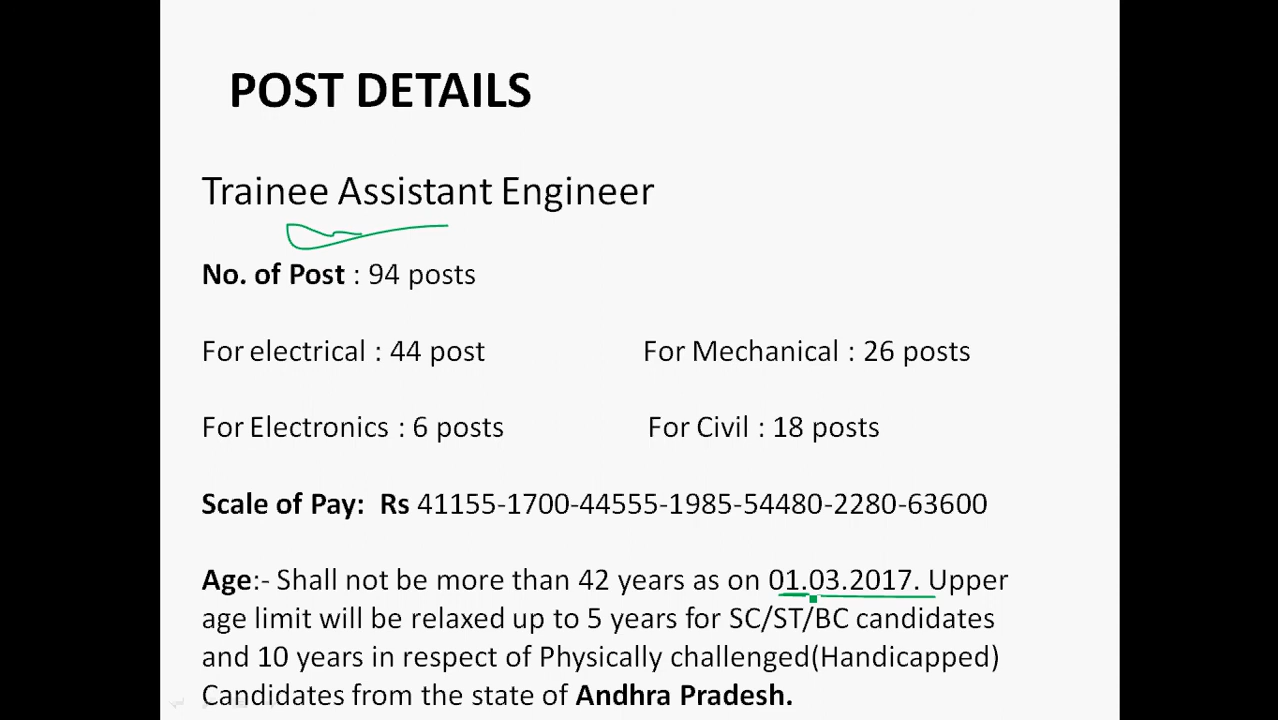 POST DETAILS
Trainee Assistant Engineer
No. of Post : 94 posts
For electrical : 44 post For Mechanical : 26 posts
For Electronics : 6 posts For Civil : 18 posts
Scale of Pay: Rs 41155-1700-44555-1985-54480-2280-63600
Age:- Shall not be more than 42 years as on 01.03.2017. Upper
age limit will be relaxed up to 5 years for SC/ST/BC candidates
and 10 years in respect of Physically challenged(Handicapped)
Candidates from the state of Andhra Pradesh.